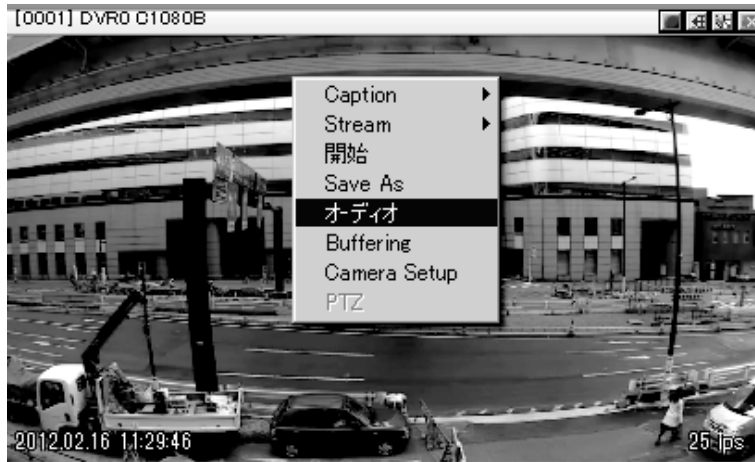 [0001] DVR0 C1080B
Caption
Stream
開始
Save As
オーディオ
Buffering
Camera Setup
PTZ
2012.02.16 11:29:46
25 ips